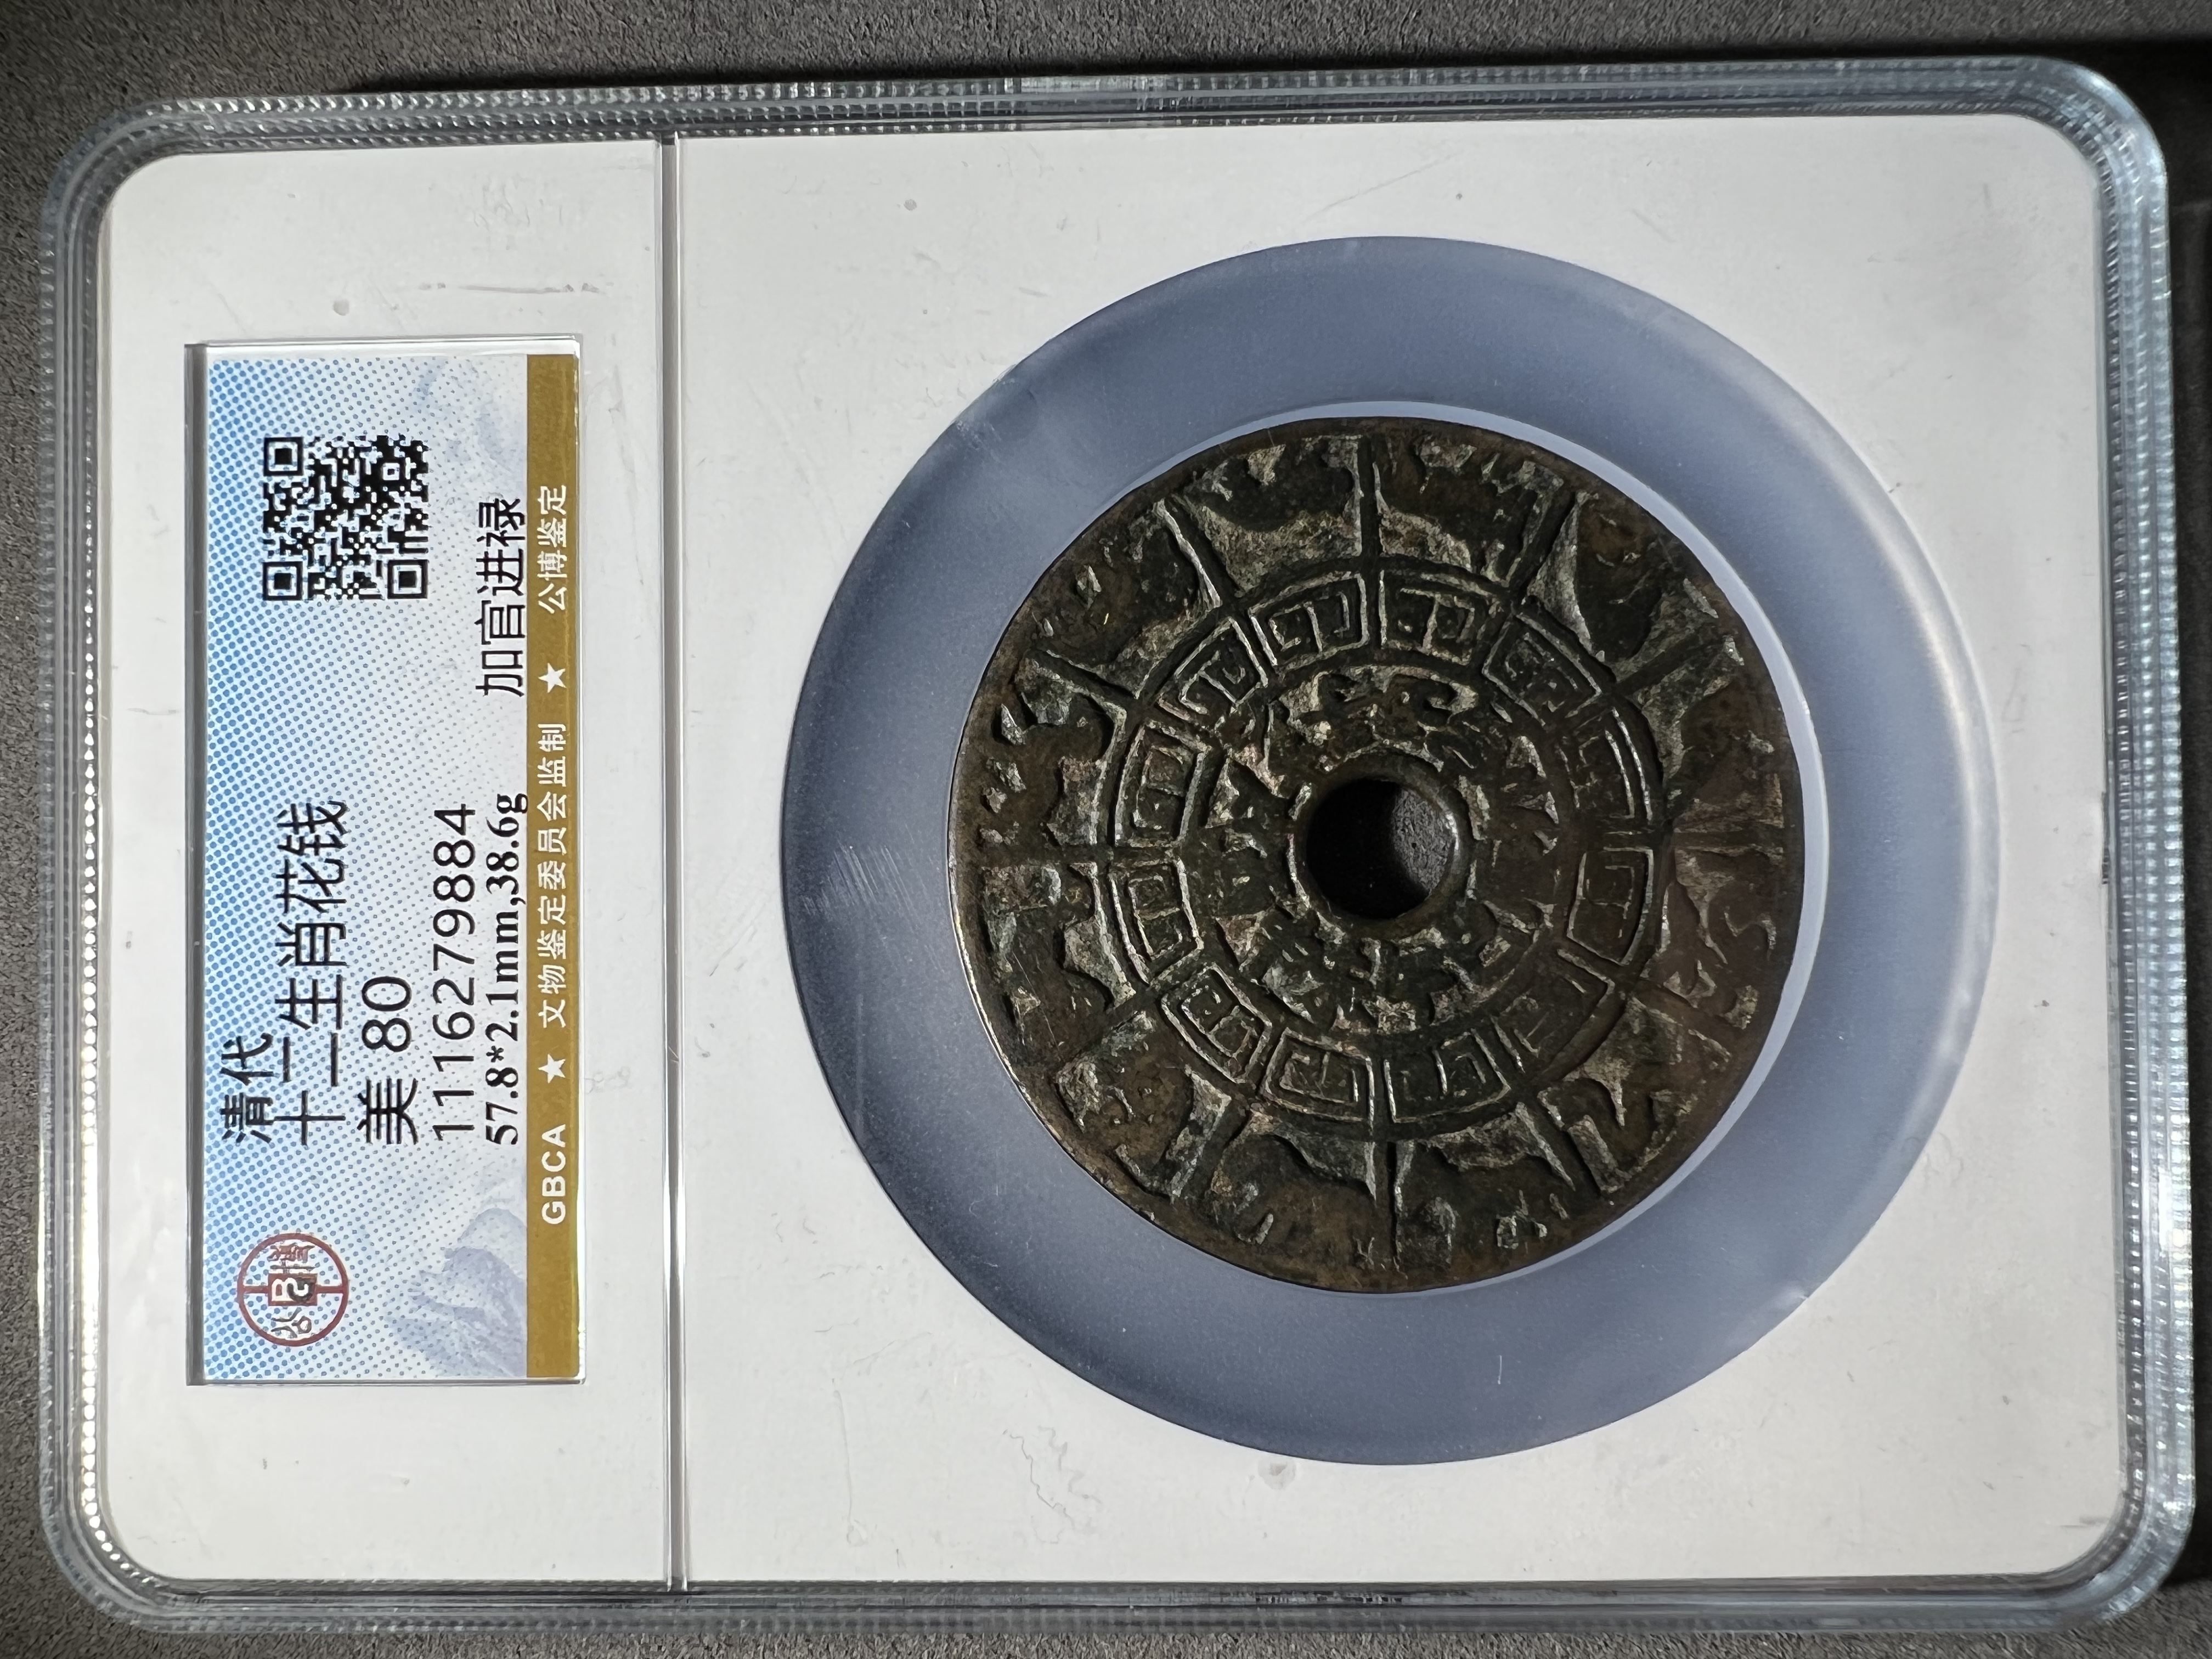 清代
十二生肖花钱
美 80
1116279884
57.8*2.1mm,38.6g
加官进禄
GBCA ★ 文物鉴定委员会监制 ★ 公博鉴定